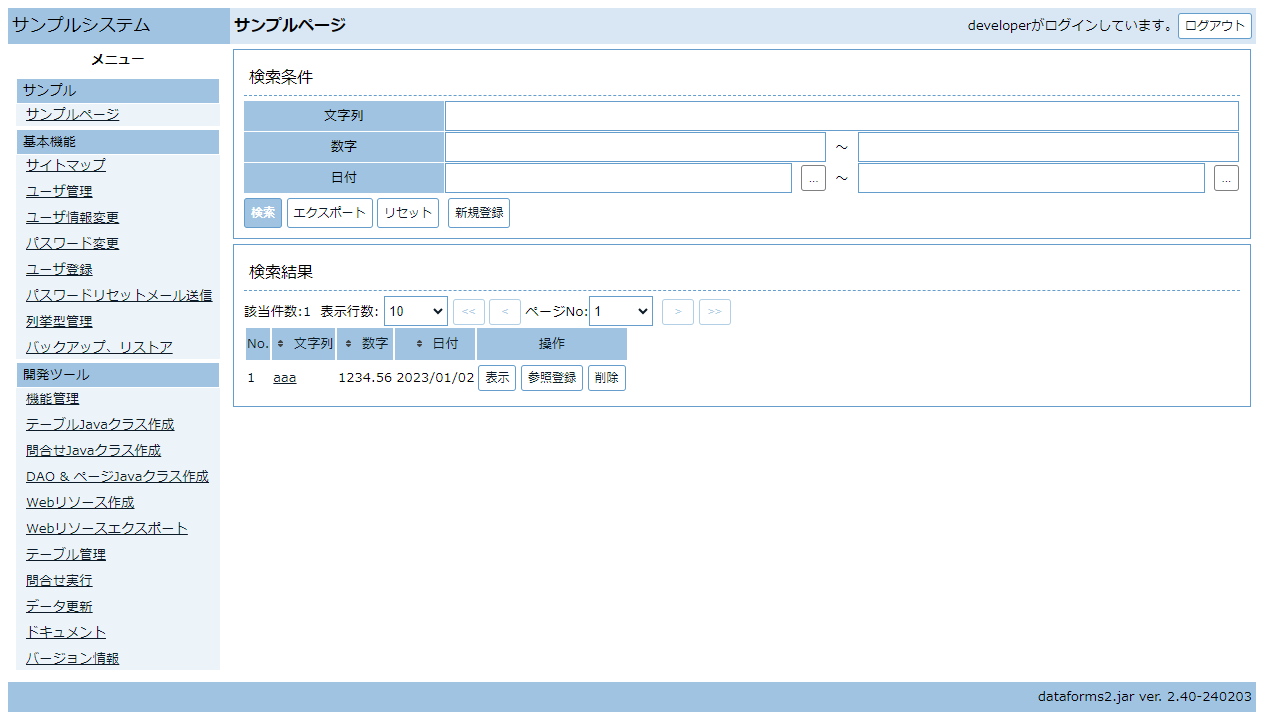 サンプルシステム
サンプルページ
developerがログインしています。 ログアウト
メニュー
サンプル
サンプルページ
基本機能
サイトマップ
ユーザ管理
ユーザ情報変更
パスワード変更
ユーザ登録
パスワードリセットメール送信
列挙型管理
バックアップ、リストア
開発ツール
機能管理
テーブルJavaクラス作成
問合せJavaクラス作成
DAO & ページJavaクラス作成
Webリソース作成
Webリソースエクスポート
テーブル管理
問合せ実行
データ更新
ドキュメント
バージョン情報
検索条件
文字列
数字 ～
日付 ... ～ ...
検索 エクスポート リセット 新規登録
検索結果
該当件数:1 表示行数: 10 << < ページNo: 1 > >>
No. 文字列 数字 日付 操作
1 aaa 1234.56 2023/01/02 表示 参照登録 削除
dataforms2.jar ver. 2.40-240203